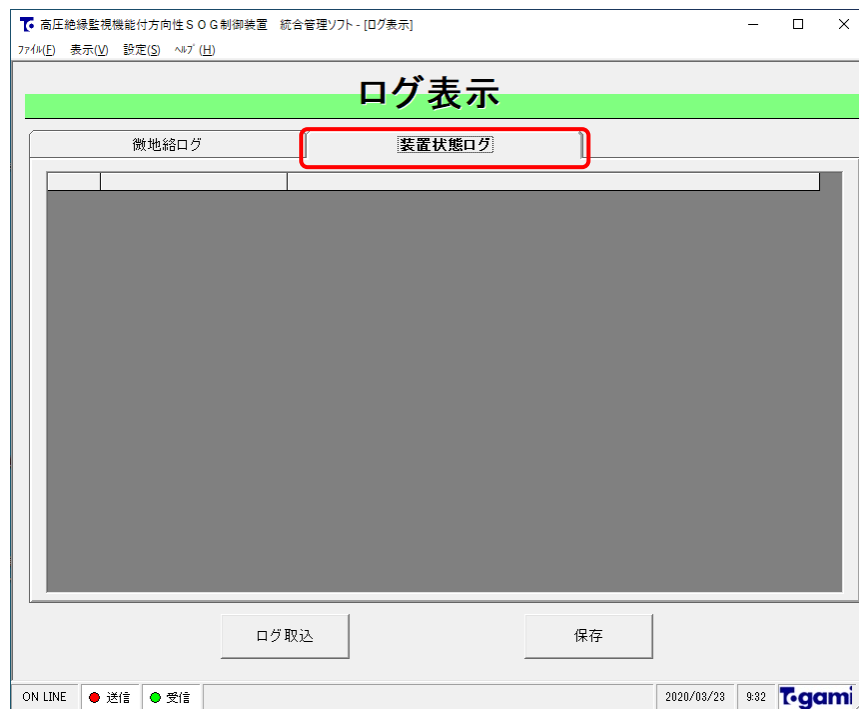 高圧絶縁監視機能付方向性ＳＯＧ制御装置 統合管理ソフト - [ログ表示]
ﾌｧｲﾙ(F) 表示(V) 設定(S) ﾍﾙﾌﾟ(H)
ログ表示
微地絡ログ 装置状態ログ
ログ取込 保存
ON LINE 送信 受信 2020/03/23 9:32 Togami